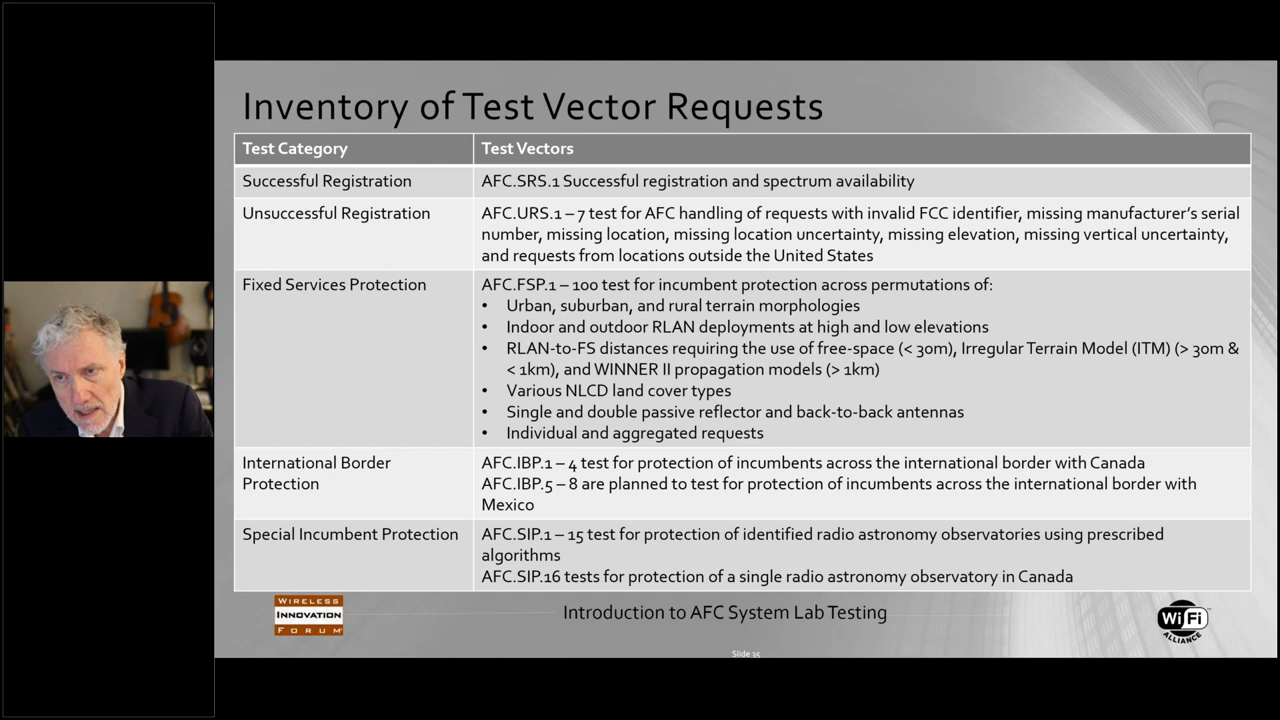 Inventory of Test Vector Requests
Test Category
Test Vectors
Successful Registration
AFC.SRS.1 Successful registration and spectrum availability
Unsuccessful Registration
AFC.URS.1 – 7 test for AFC handling of requests with invalid FCC identifier, missing manufacturer's serial
number, missing location, missing location uncertainty, missing elevation, missing vertical uncertainty,
and requests from locations outside the United States
Fixed Services Protection
AFC.FSP.1 – 100 test for incumbent protection across permutations of:
• Urban, suburban, and rural terrain morphologies
• Indoor and outdoor RLAN deployments at high and low elevations
• RLAN-to-FS distances requiring the use of free-space (< 30m), Irregular Terrain Model (ITM) (> 30m &
< 1km), and WINNER II propagation models (> 1km)
• Various NLCD land cover types
• Single and double passive reflector and back-to-back antennas
• Individual and aggregated requests
International Border
Protection
AFC.IBP.1 – 4 test for protection of incumbents across the international border with Canada
AFC.IBP.5 – 8 are planned to test for protection of incumbents across the international border with
Mexico
Special Incumbent Protection
AFC.SIP.1 – 15 test for protection of identified radio astronomy observatories using prescribed
algorithms
AFC.SIP.16 tests for protection of a single radio astronomy observatory in Canada
WIRELESS
INNOVATION
FORUM
Introduction to AFC System Lab Testing
Wi Fi
ALLIANCE
Slide 35